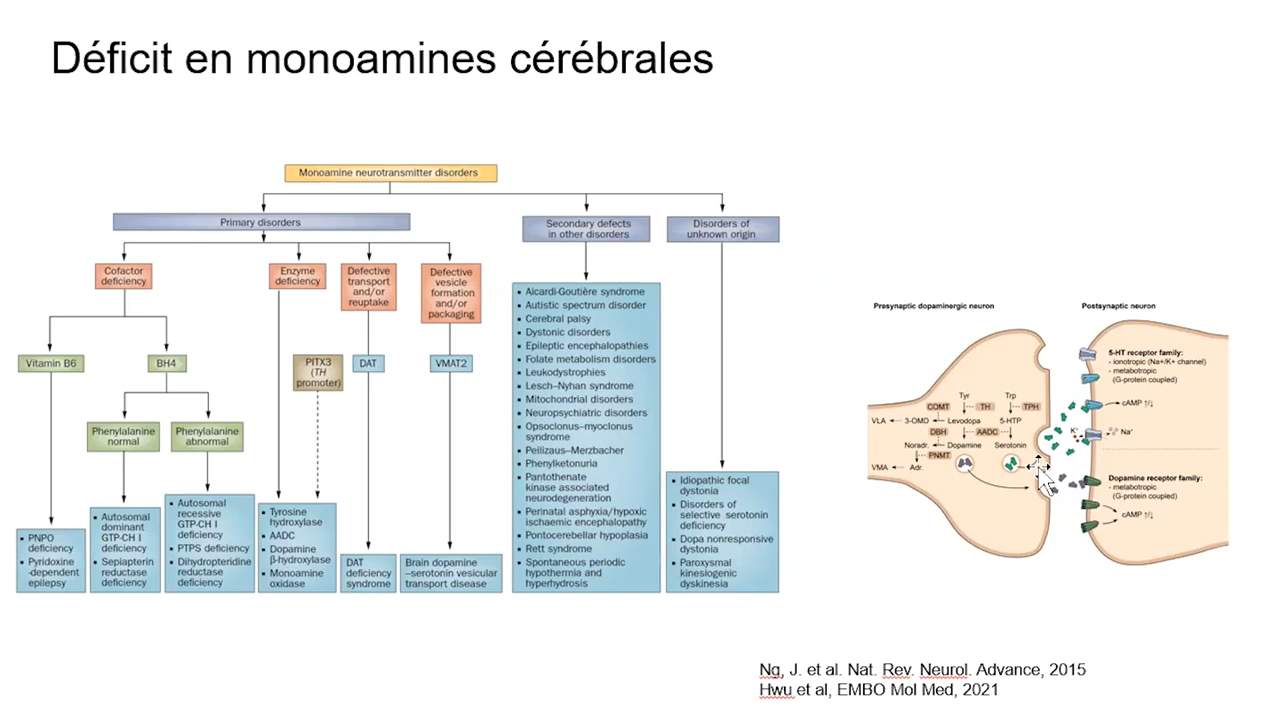 Déficit en monoamines cérébrales
Monoamine neurotransmitter disorders
Primary disorders
Secondary defects
in other disorders
Disorders of
unknown origin
Cofactor
deficiency
Enzyme
deficiency
Defective
transport
and/or
reuptake
Defective
vesicle
formation
and/or
packaging
Vitamin B6
BH4
PITX3
(TH
promoter)
DAT
VMAT2
Phenylalanine
normal
Phenylalanine
abnormal
▪ PNPO
deficiency
▪ Pyridoxine
-dependent
epilepsy
▪ Autosomal
dominant
GTP-CH I
deficiency
▪ Sepiapterin
reductase
deficiency
▪ Autosomal
recessive
GTP-CH I
deficiency
▪ PTPS deficiency
▪ Dihydropteridine
reductase
deficiency
▪ Tyrosine
hydroxylase
▪ AADC
▪ Dopamine
β-hydroxylase
▪ Monoamine
oxidase
DAT
deficiency
syndrome
Brain dopamine
–serotonin vesicular
transport disease
▪ Aicardi-Goutière syndrome
▪ Autistic spectrum disorder
▪ Cerebral palsy
▪ Dystonic disorders
▪ Epileptic encephalopathies
▪ Folate metabolism disorders
▪ Leukodystrophies
▪ Lesch–Nyhan syndrome
▪ Mitochondrial disorders
▪ Neuropsychiatric disorders
▪ Opsoclonus–myoclonus
syndrome
▪ Pelizaus–Merzbacher
▪ Phenylketonuria
▪ Pantothenate
kinase associated
neurodegeneration
▪ Perinatal asphyxia/hypoxic
ischaemic encephalopathy
▪ Pontocerebellar hypoplasia
▪ Rett syndrome
▪ Spontaneous periodic
hypothermia and
hyperhydrosis
▪ Idiopathic focal
dystonia
▪ Disorders of
selective serotonin
deficiency
▪ Dopa nonresponsive
dystonia
▪ Paroxysmal
kinesiogenic
dyskinesia
Presynaptic dopaminergic neuron
Postsynaptic neuron
Tyr
Trp
COMT
TH
TPH
VLA
3-OMD
Levodopa
5-HTP
DBH
AADC
Noradr.
Dopamine
Serotonin
PNMT
VMA
Adr.
5-HT receptor family:
- ionotropic (Na+/K+ channel)
- metabotropic
(G-protein coupled)
cAMP ↑/↓
K⁺
Na⁺
Dopamine receptor family:
- metabotropic
(G-protein coupled)
cAMP ↑/↓
Ng, J. et al. Nat. Rev. Neurol. Advance, 2015
Hwu et al, EMBO Mol Med, 2021